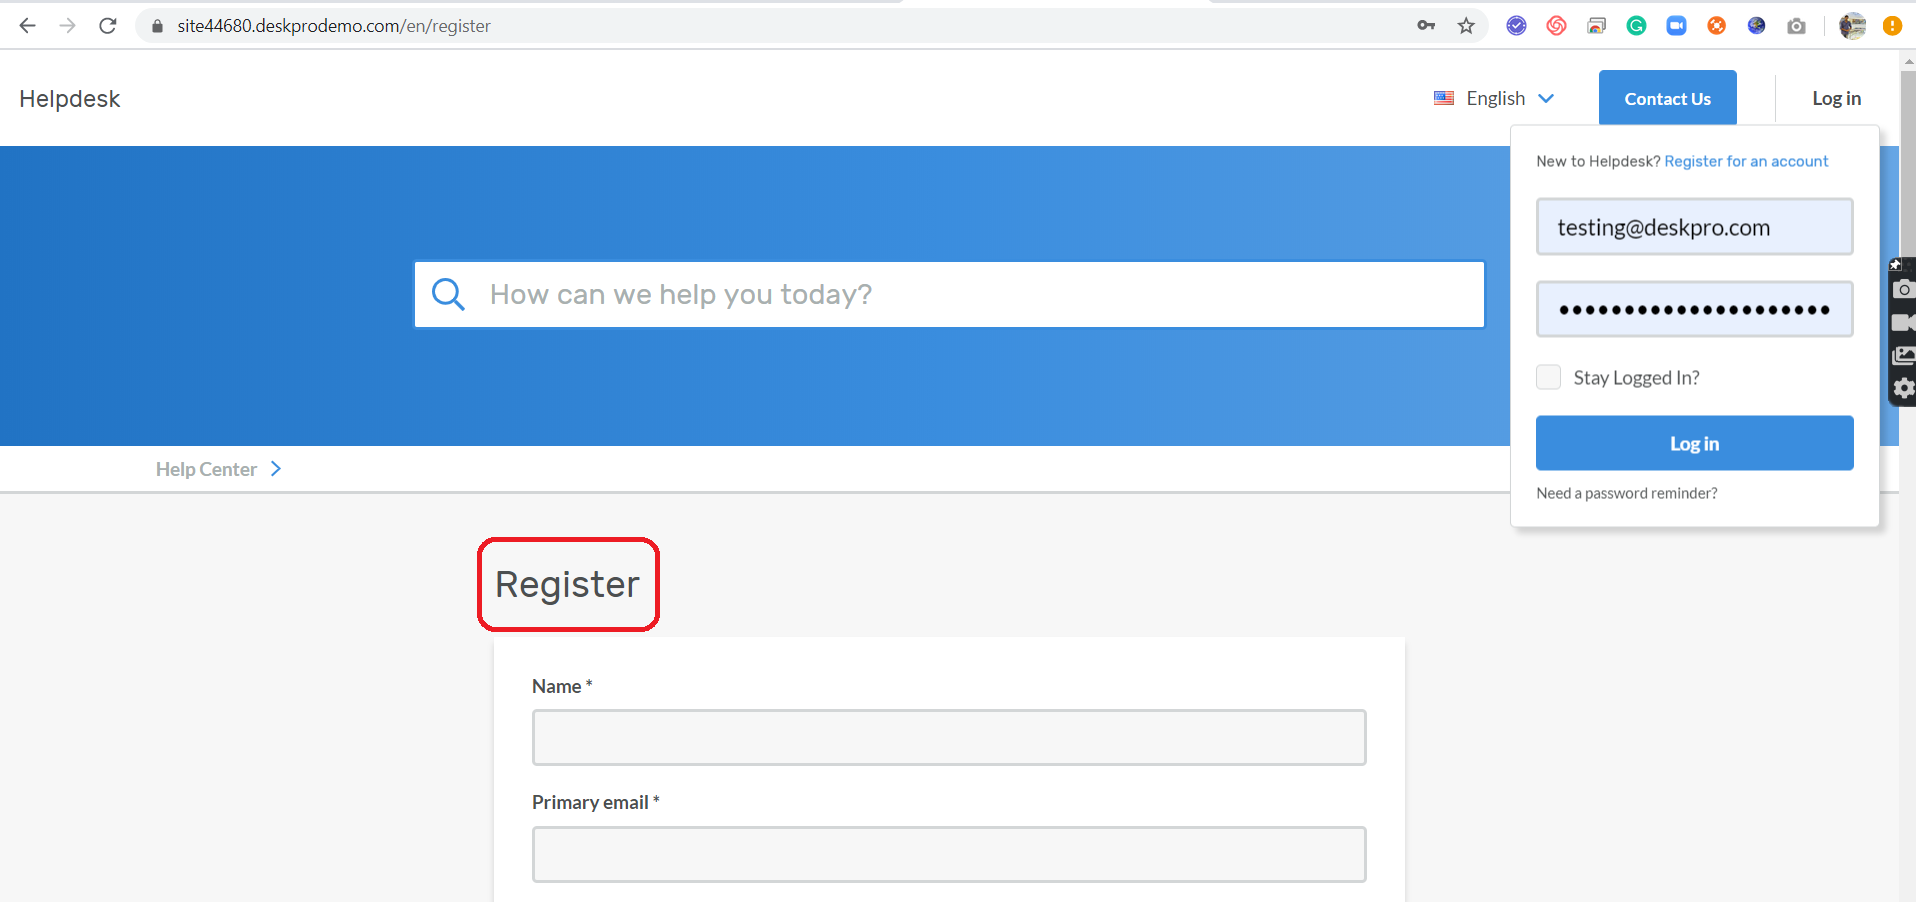 site44680.deskprodemo.com/en/register
Helpdesk
English
Contact Us
Log in
New to Helpdesk? Register for an account
testing@deskpro.com
••••••••••••••••••••••
How can we help you today?
Stay Logged In?
Log in
Need a password reminder?
Help Center
Register
Name *
Primary email *